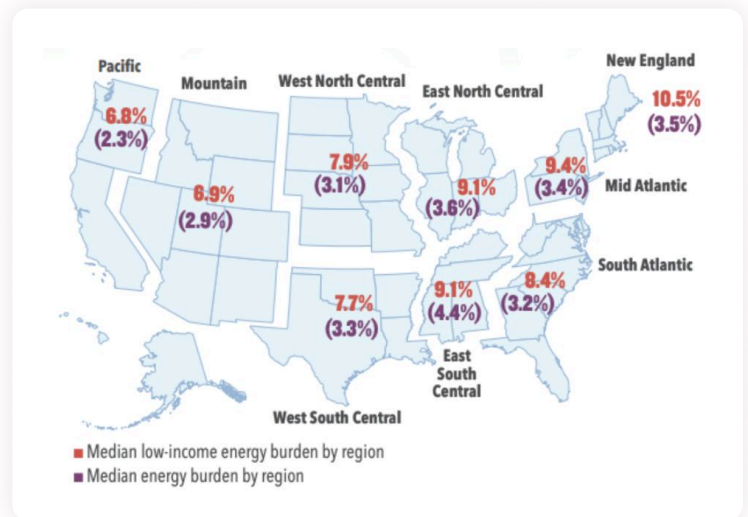 Pacific
6.8%
(2.3%)
Mountain
6.9%
(2.9%)
West North Central
7.9%
(3.1%)
East North Central
9.1%
(3.6%)
New England
10.5%
(3.5%)
9.4%
(3.4%)
Mid Atlantic
South Atlantic
8.4%
(3.2%)
9.1%
(4.4%)
East
South
Central
7.7%
(3.3%)
West South Central
Median low-income energy burden by region
Median energy burden by region